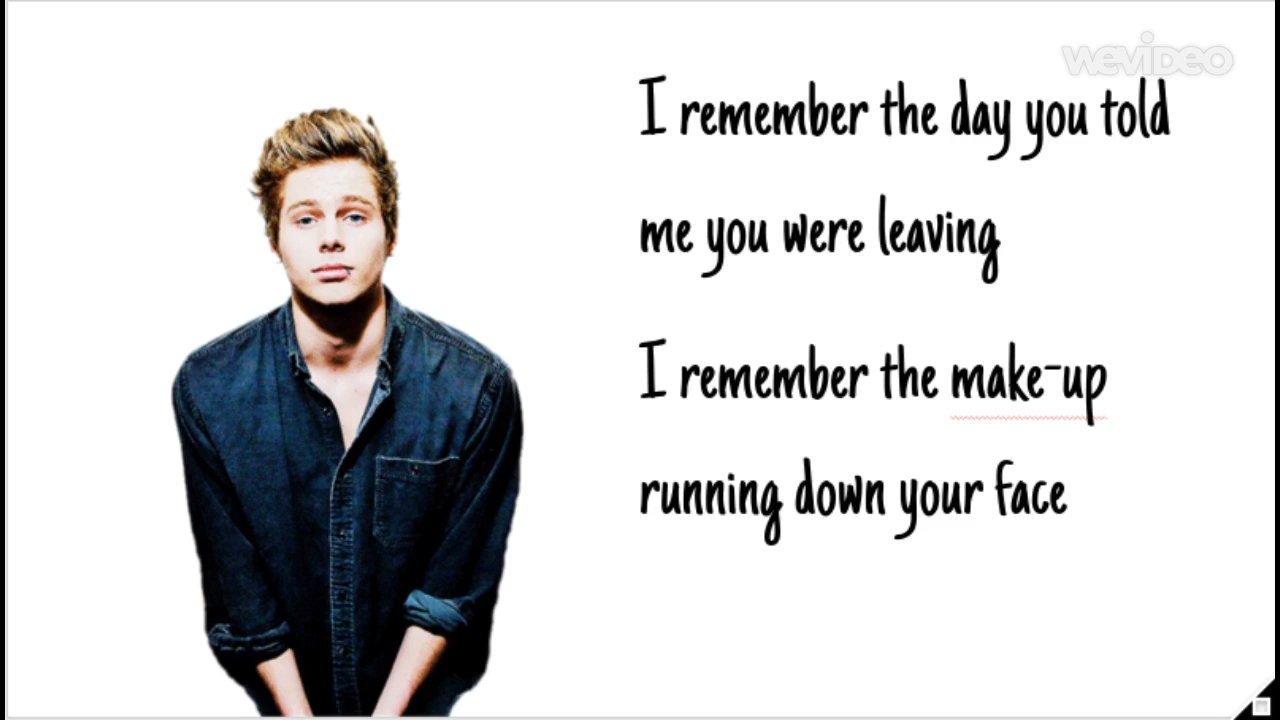 wevideo
I remember the day you told
me you were leaving
I remember the make-up
running down your face